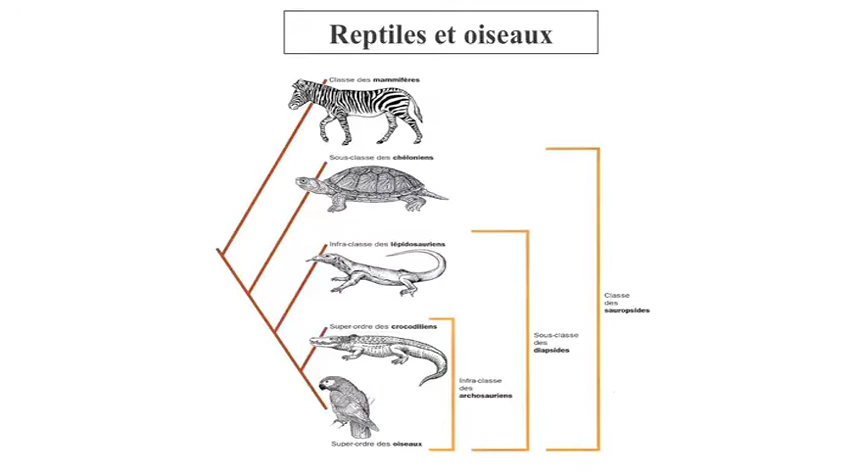 Reptiles et oiseaux
Classe des mammifères
Sous-classe des chéloniens
Infra-classe des lépidosauriens
Super-ordre des crocodiliens
Super-ordre des oiseaux
Infra-classe
des
archosauriens
Sous-classe
des
diapsides
Classe
des
sauropsides